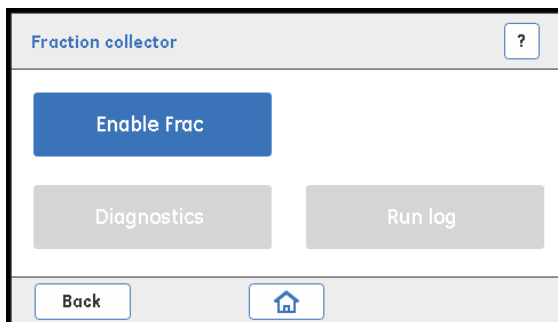 Fraction collector
?
Enable Frac
Diagnostics
Run log
Back